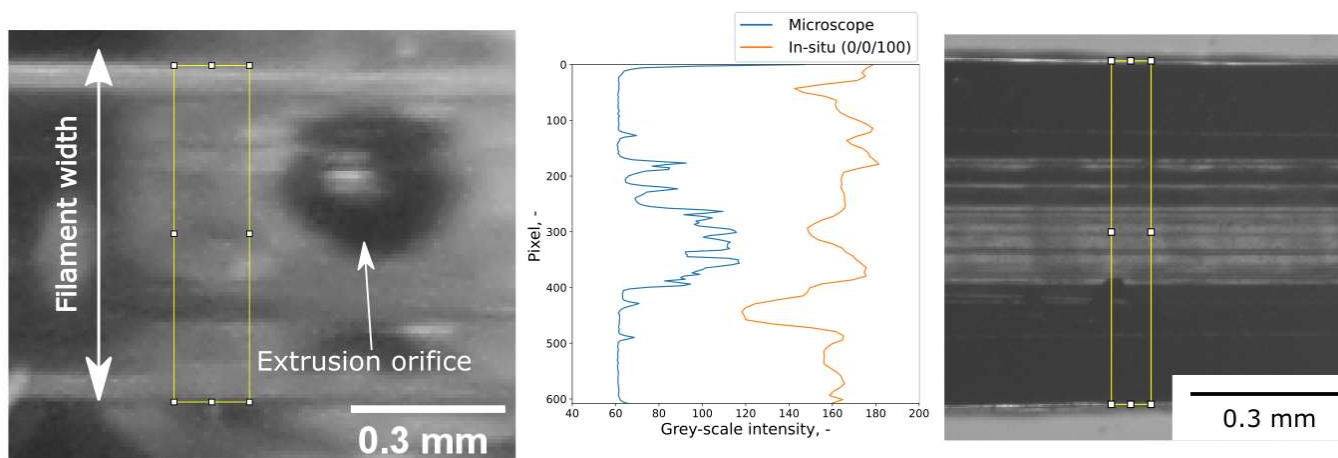 Filament width
Extrusion orifice
0.3 mm
Microscope
In-situ (0/0/100)
0
100
200
300
400
500
600
Pixel, -
40 60 80 100 120 140 160 180 200
Grey-scale intensity, -
0.3 mm